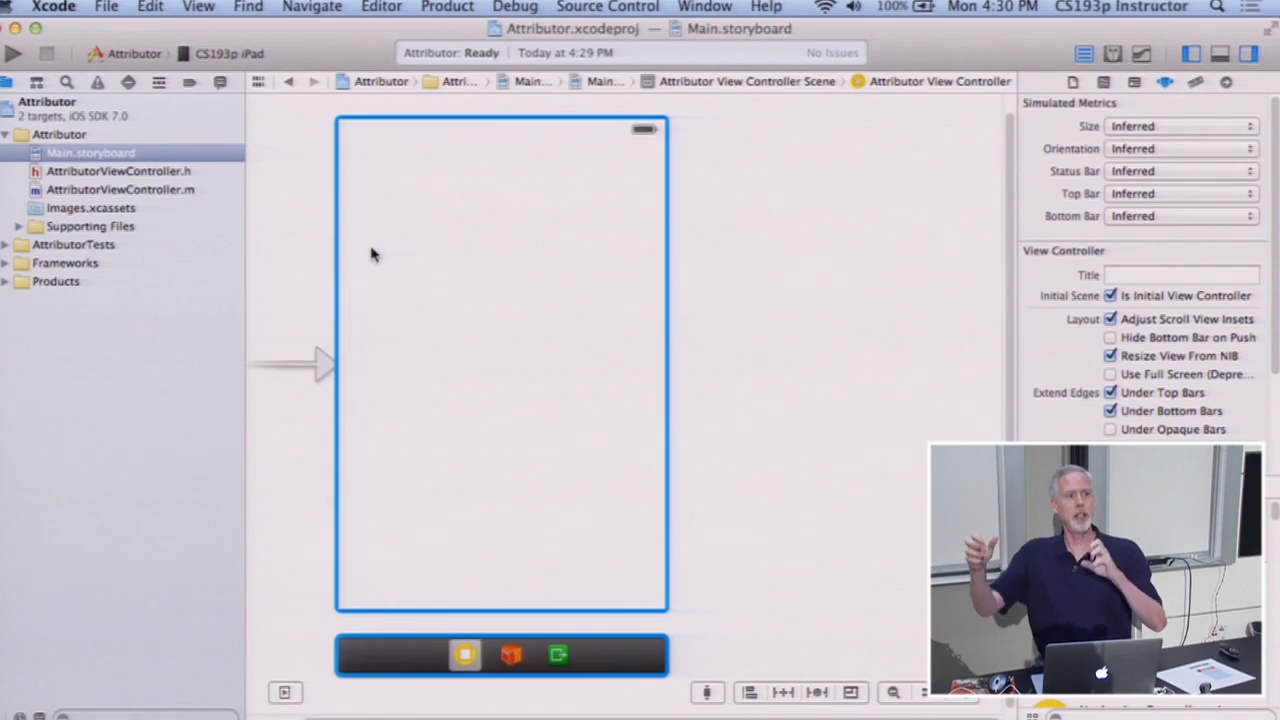 Xcode File Edit View Find Navigate Editor Product Debug Source Control Window Help 100% Mon 4:30 PM CS193p Instructor
Attributor.xcodeproj — Main.storyboard
Attributor CS193p iPad Attributor: Ready Today at 4:29 PM No Issues
Attributor Attri... Main... Main... Attributor View Controller Scene Attributor View Controller
Attributor
2 targets, iOS SDK 7.0
Attributor
Main.storyboard
AttributorViewController.h
AttributorViewController.m
Images.xcassets
Supporting Files
AttributorTests
Frameworks
Products
Simulated Metrics
Size Inferred
Orientation Inferred
Status Bar Inferred
Top Bar Inferred
Bottom Bar Inferred
View Controller
Title
Initial Scene Is Initial View Controller
Layout Adjust Scroll View Insets
Hide Bottom Bar on Push
Resize View From NIB
Use Full Screen (Depre...
Extend Edges Under Top Bars
Under Bottom Bars
Under Opaque Bars